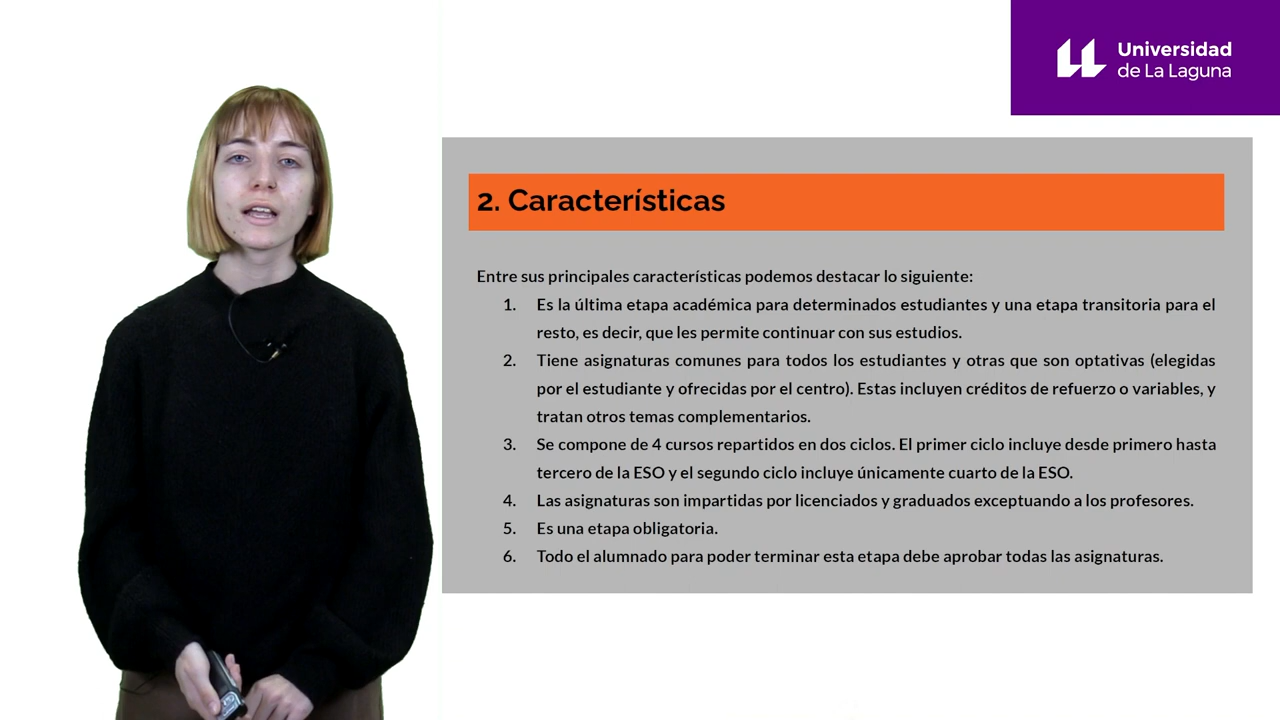 Universidad
de La Laguna
2. Características
Entre sus principales características podemos destacar lo siguiente:
1. Es la última etapa académica para determinados estudiantes y una etapa transitoria para el
resto, es decir, que les permite continuar con sus estudios.
2. Tiene asignaturas comunes para todos los estudiantes y otras que son optativas (elegidas
por el estudiante y ofrecidas por el centro). Estas incluyen créditos de refuerzo o variables, y
tratan otros temas complementarios.
3. Se compone de 4 cursos repartidos en dos ciclos. El primer ciclo incluye desde primero hasta
tercero de la ESO y el segundo ciclo incluye únicamente cuarto de la ESO.
4. Las asignaturas son impartidas por licenciados y graduados exceptuando a los profesores.
5. Es una etapa obligatoria.
6. Todo el alumnado para poder terminar esta etapa debe aprobar todas las asignaturas.